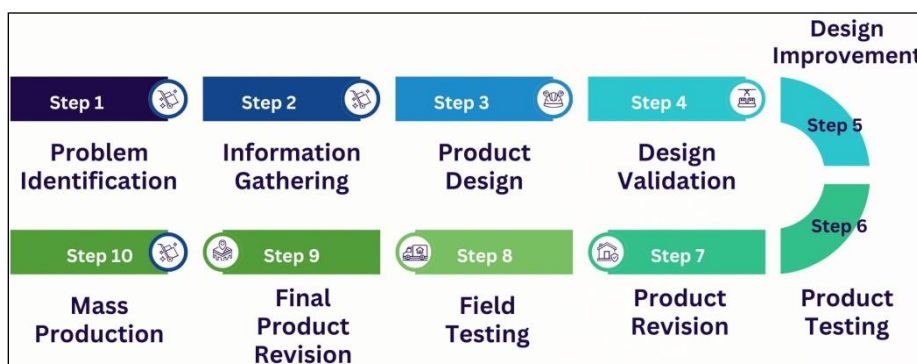 Step 1
Problem
Identification
Step 2
Information
Gathering
Step 3
Product
Design
Step 4
Design
Validation
Design
Improvement
Step 5
Step 6
Product
Testing
Step 7
Product
Revision
Step 8
Field
Testing
Step 9
Final
Product
Revision
Step 10
Mass
Production